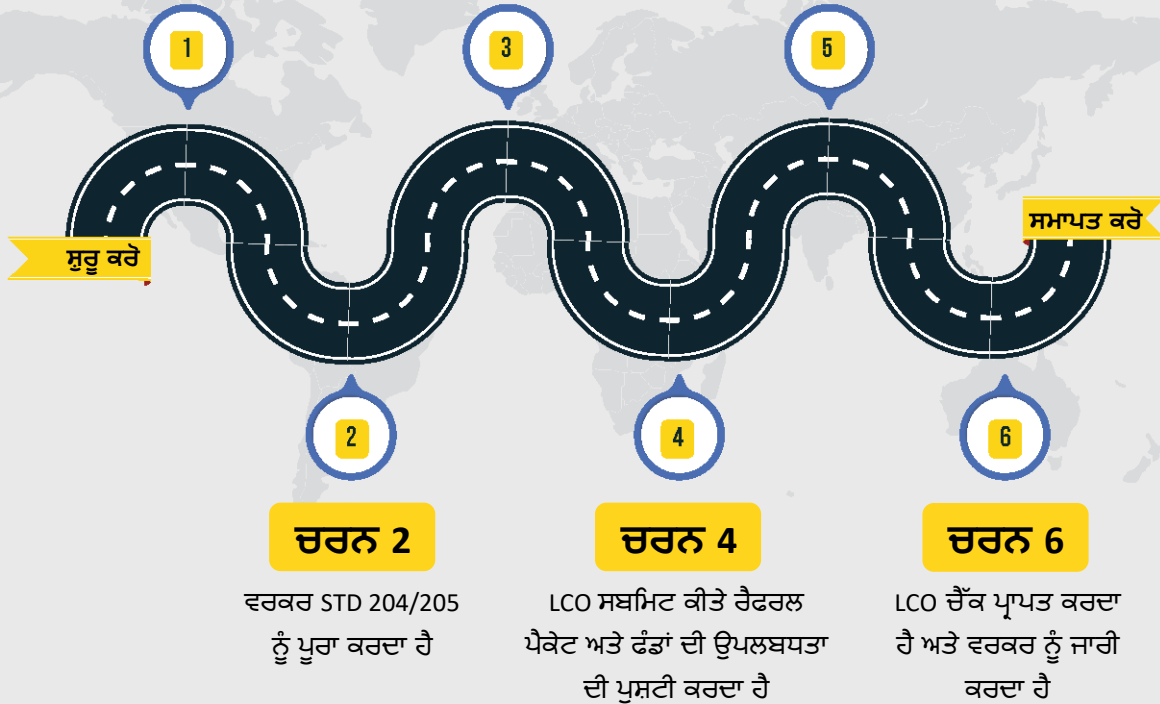 1
3
5
ਸ਼ੁਰੂ ਕਰੋ
ਸਮਾਪਤ ਕਰੋ
2
4
6
ਚਰਨ 2
ਵਰਕਰ STD 204/205
ਨੂੰ ਪੂਰਾ ਕਰਦਾ ਹੈ
ਚਰਨ 4
LCO ਸਬਮਿਟ ਕੀਤੇ ਰੈਫਰਲ
ਪੈਕੇਟ ਅਤੇ ਫੰਡਾਂ ਦੀ ਉਪਲਬਧਤਾ
ਦੀ ਪੁਸ਼ਟੀ ਕਰਦਾ ਹੈ
ਚਰਨ 6
LCO ਚੈੱਕ ਪ੍ਰਾਪਤ ਕਰਦਾ
ਹੈ ਅਤੇ ਵਰਕਰ ਨੂੰ ਜਾਰੀ
ਕਰਦਾ ਹੈ